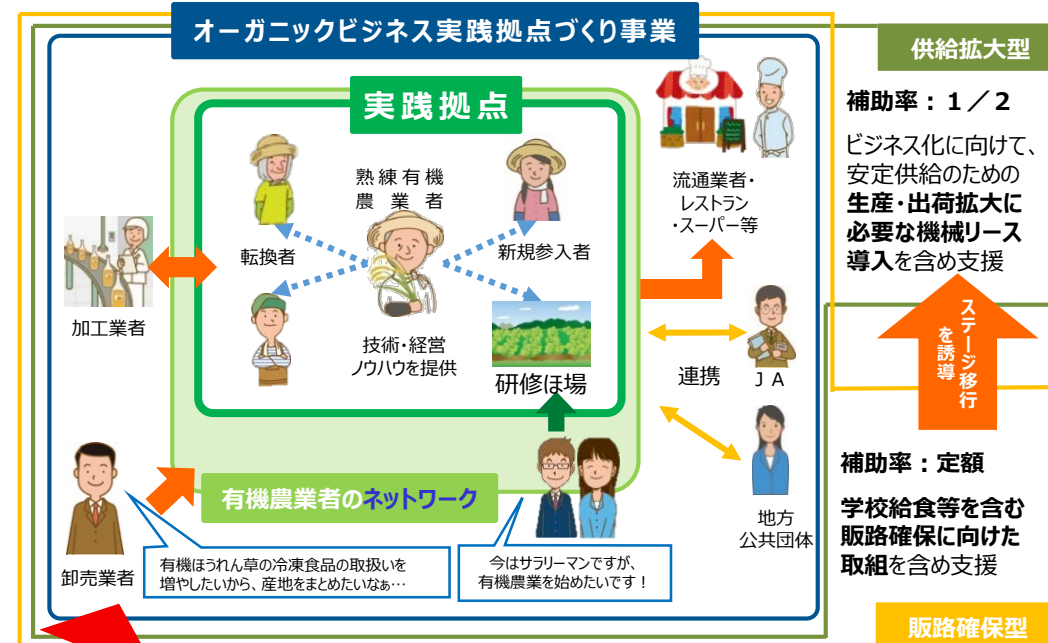 オーガニックビジネス実践拠点づくり事業
供給拡大型
実践拠点
補助率：１／２
ビジネス化に向けて、
安定供給のための
生産・出荷拡大に
必要な機械リース
導入を含め支援
熟練有機
農業者
転換者
新規参入者
流通業者・
レストラン
・スーパー等
加工業者
技術・経営
ノウハウを提供
研修ほ場
連携
ＪＡ
ステージ移行
を誘導
補助率：定額
学校給食等を含む
販路確保に向けた
取組を含め支援
有機農業者のネットワーク
地方
公共団体
卸売業者
有機ほうれん草の冷凍食品の取扱いを
増やしたいから、産地をまとめたいなぁ…
今はサラリーマンですが、
有機農業を始めたいです！
販路確保型